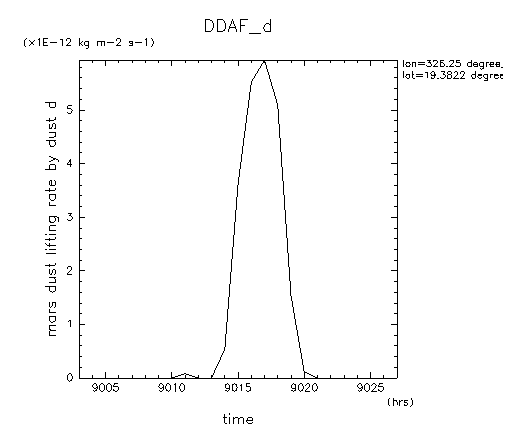 DDAF_d
(×1E-12 kg m-2 s-1)
lon=326.25 degree.
lat=19.3822 degree
mars dust lifting rate by dust d
5
4
3
2
1
0
9005 9010 9015 9020 9025
(hrs)
time